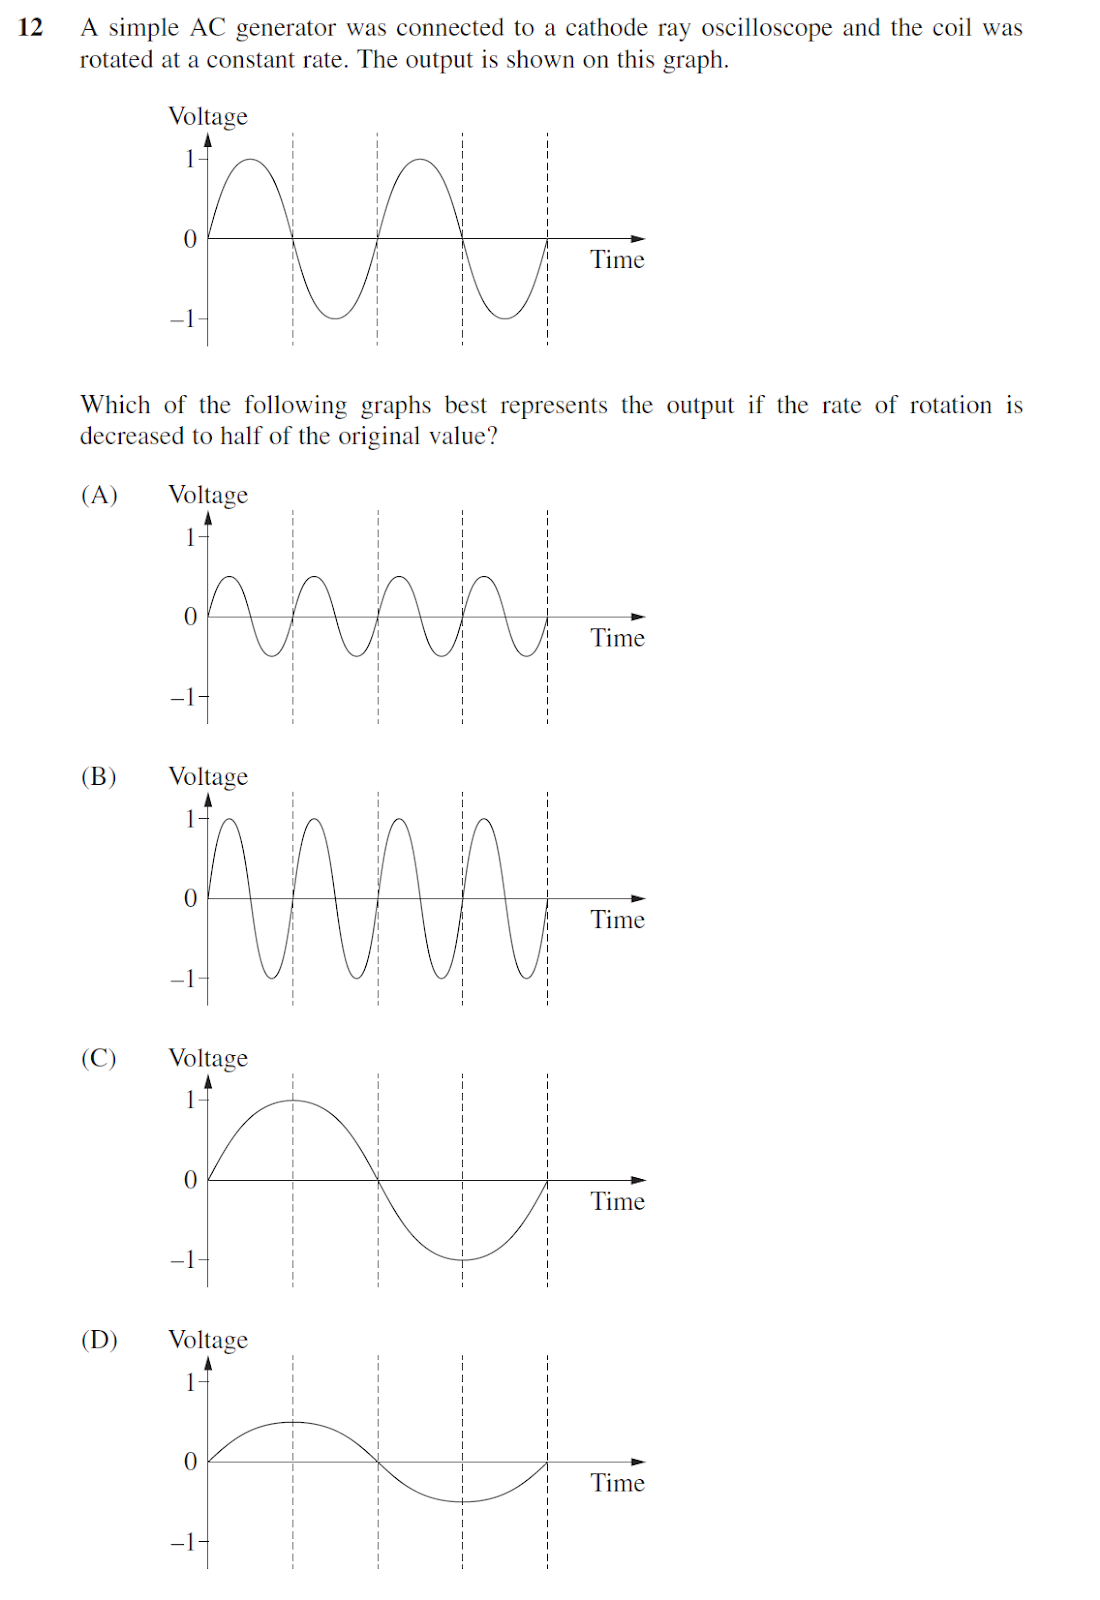 12 A simple AC generator was connected to a cathode ray oscilloscope and the coil was
rotated at a constant rate. The output is shown on this graph.
Voltage
1
0
Time
–1
Which of the following graphs best represents the output if the rate of rotation is
decreased to half of the original value?
(A) Voltage
1
0
Time
–1
(B) Voltage
1
0
Time
–1
(C) Voltage
1
0
Time
–1
(D) Voltage
1
0
Time
–1